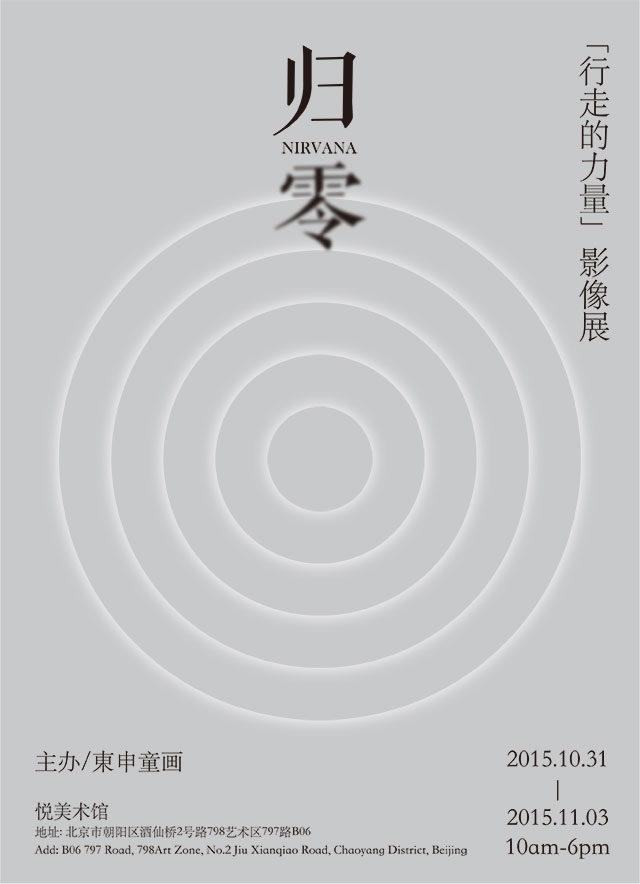 归
NIRVANA
零
「行走的力量」影像展
主办/東申童画
悦美术馆
地址: 北京市朝阳区酒仙桥2号路798艺术区797路B06
Add: B06 797 Road, 798Art Zone, No.2 Jiu Xianqiao Road, Chaoyang District, Beijing
2015.10.31
|
2015.11.03
10am-6pm